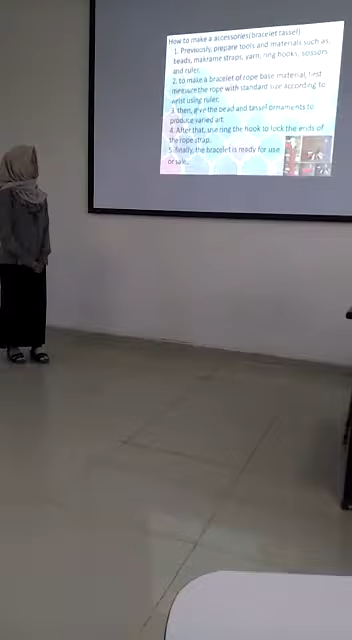 How to make a accessories(bracelet tassel)
1. Previously, prepare tools and materials such as,
beads, makrame straps, yarn, ring hooks, scissors
and ruler.
2. to make a bracelet of rope base material, first
measure the rope with standard size according to
wrist using ruler.
3. then, give the bead and tassel ornaments to
produce varied art
4. After that, use ring the hook to lock the ends of
the rope strap.
5. finally, the bracelet is ready for use
or sale.